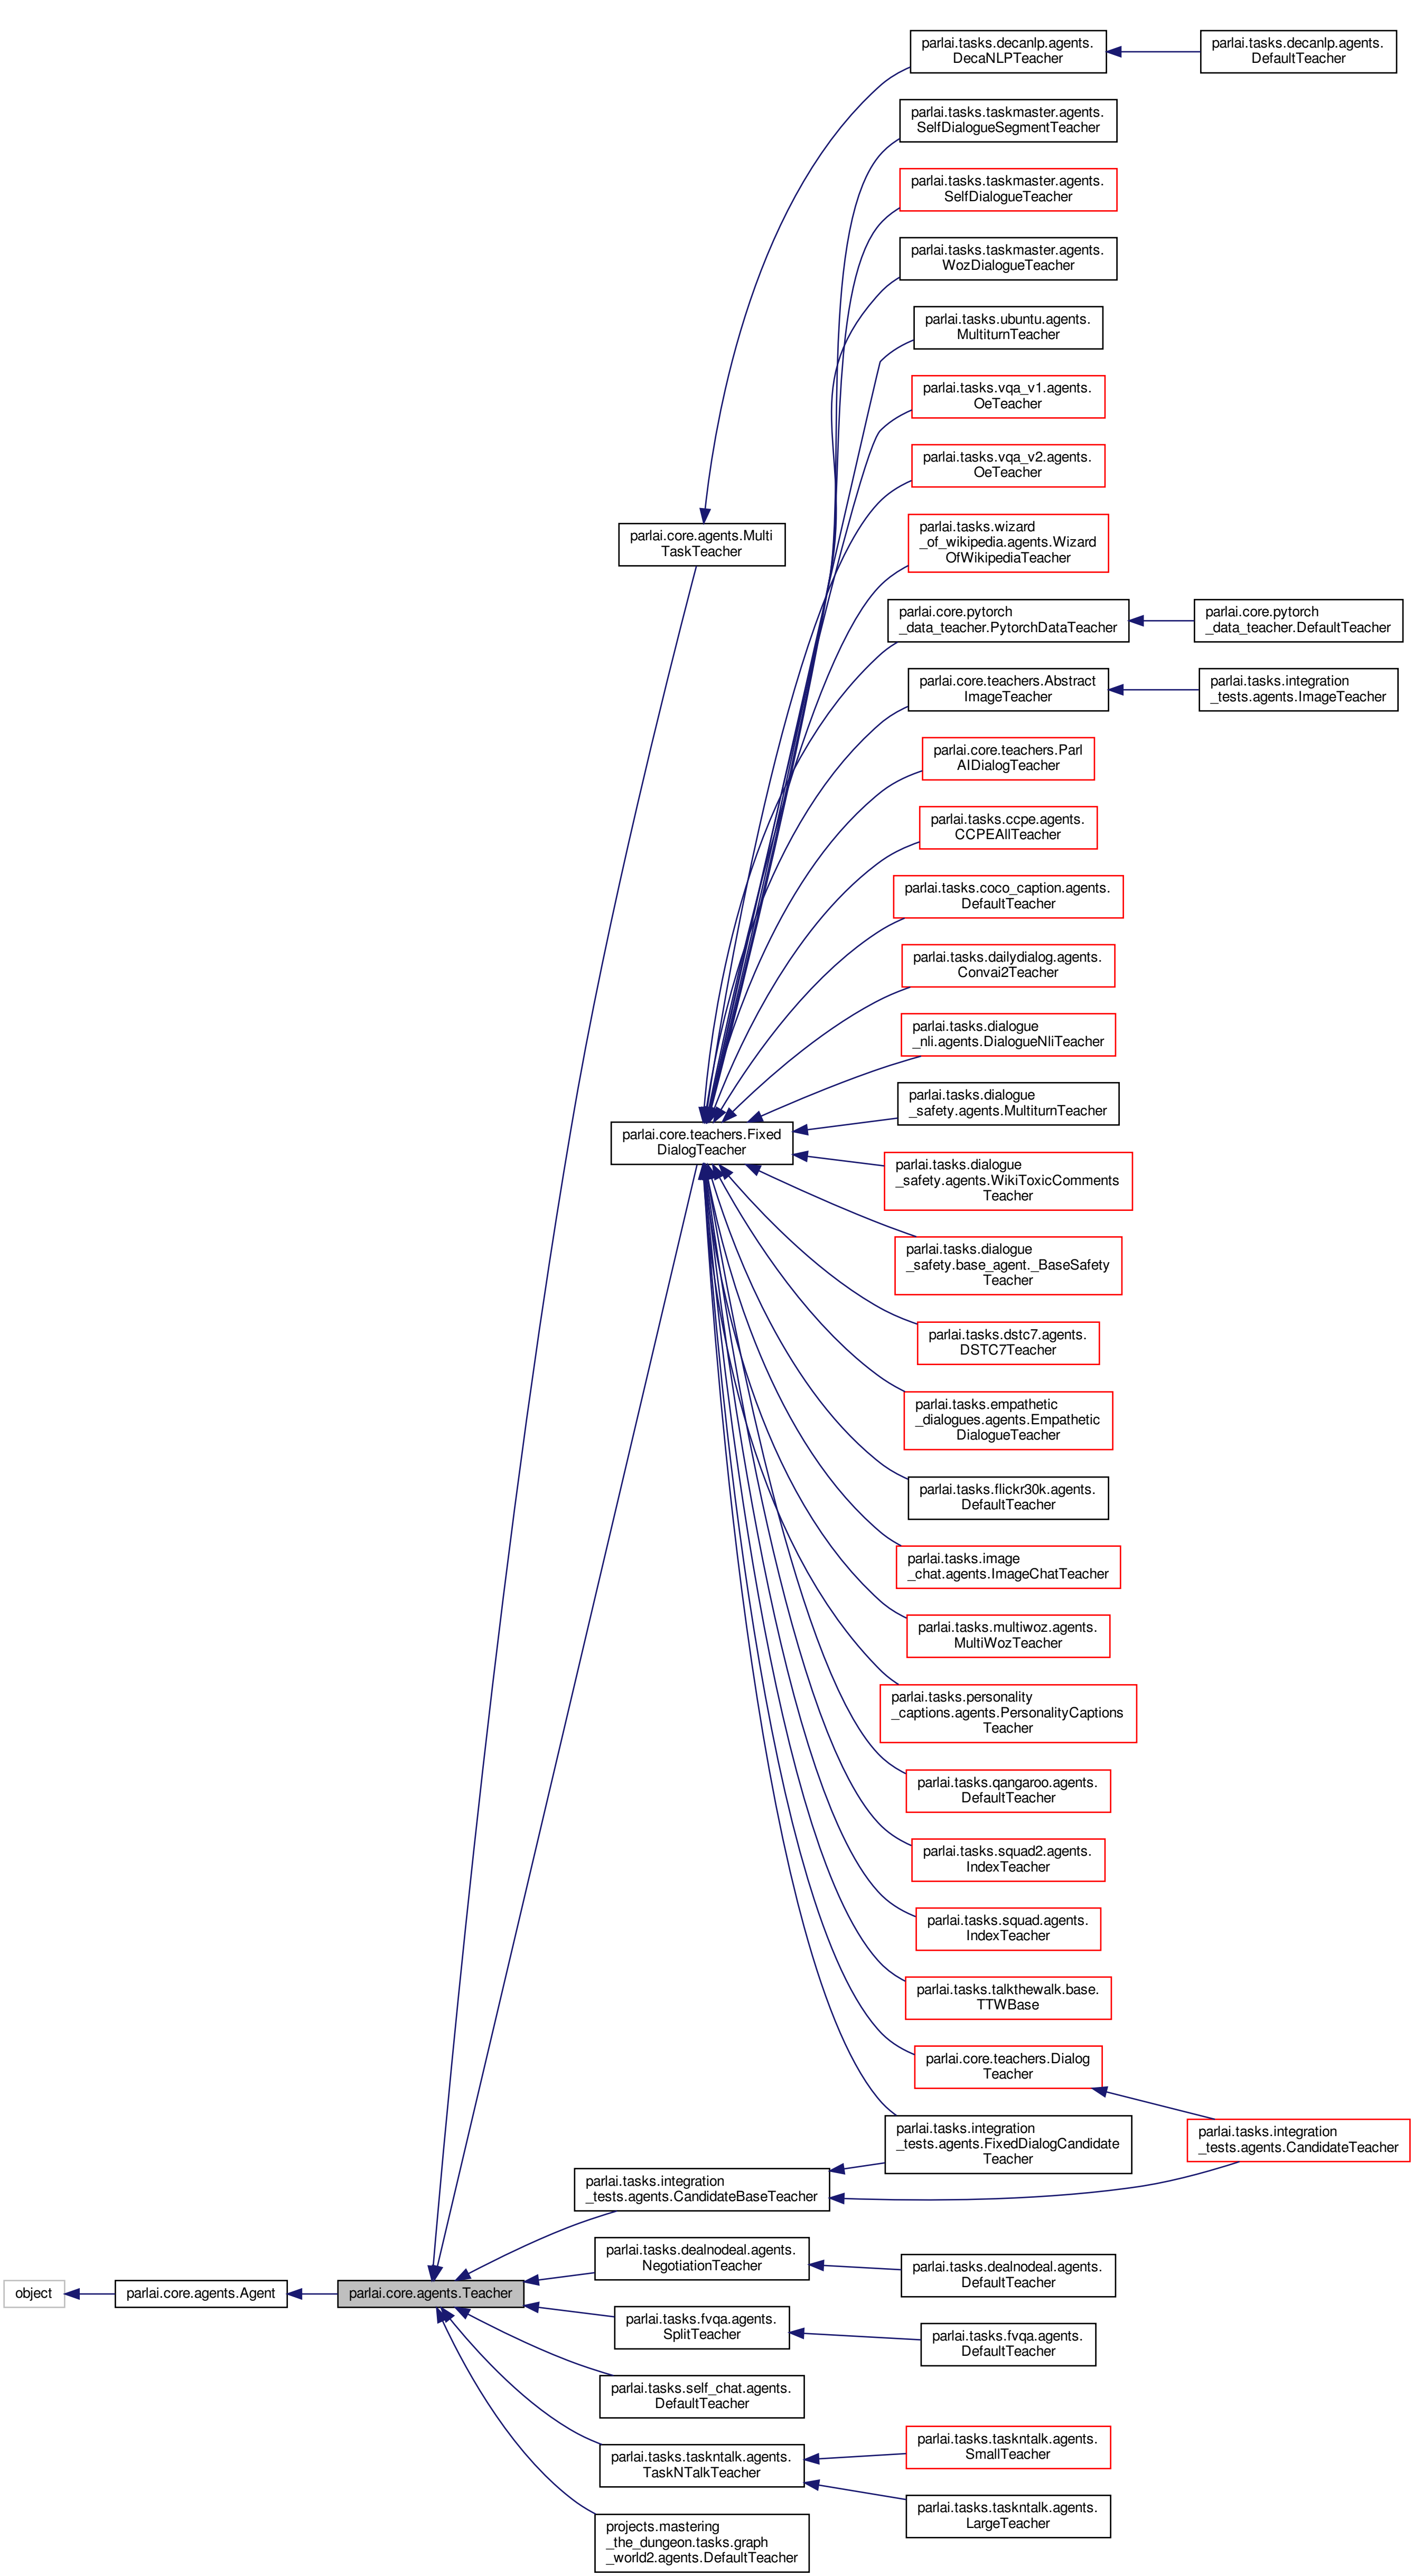 parlai.tasks.decanlp.agents.
DecaNLPTeacher
parlai.tasks.decanlp.agents.
DefaultTeacher
parlai.tasks.taskmaster.agents.
SelfDialogueSegmentTeacher
parlai.tasks.taskmaster.agents.
SelfDialogueTeacher
parlai.tasks.taskmaster.agents.
WozDialogueTeacher
parlai.tasks.ubuntu.agents.
MultiturnTeacher
parlai.tasks.vqa_v1.agents.
OeTeacher
parlai.tasks.vqa_v2.agents.
OeTeacher
parlai.core.agents.Multi
TaskTeacher
parlai.tasks.wizard
_of_wikipedia.agents.Wizard
OfWikipediaTeacher
parlai.core.pytorch
_data_teacher.PytorchDataTeacher
parlai.core.pytorch
_data_teacher.DefaultTeacher
parlai.core.teachers.Abstract
ImageTeacher
parlai.tasks.integration
_tests.agents.ImageTeacher
parlai.core.teachers.Parl
AIDialogTeacher
parlai.tasks.ccpe.agents.
CCPEAllTeacher
parlai.tasks.coco_caption.agents.
DefaultTeacher
parlai.tasks.dailydialog.agents.
Convai2Teacher
parlai.tasks.dialogue
_nli.agents.DialogueNliTeacher
parlai.tasks.dialogue
_safety.agents.MultiturnTeacher
parlai.core.teachers.Fixed
DialogTeacher
parlai.tasks.dialogue
_safety.agents.WikiToxicComments
Teacher
parlai.tasks.dialogue
_safety.base_agent._BaseSafety
Teacher
parlai.tasks.dstc7.agents.
DSTC7Teacher
parlai.tasks.empathetic
_dialogues.agents.Empathetic
DialogueTeacher
parlai.tasks.flickr30k.agents.
DefaultTeacher
parlai.tasks.image
_chat.agents.ImageChatTeacher
parlai.tasks.multiwoz.agents.
MultiWozTeacher
parlai.tasks.personality
_captions.agents.PersonalityCaptions
Teacher
parlai.tasks.qangaroo.agents.
DefaultTeacher
parlai.tasks.squad2.agents.
IndexTeacher
parlai.tasks.squad.agents.
IndexTeacher
parlai.tasks.talkthewalk.base.
TTWBase
parlai.core.teachers.Dialog
Teacher
parlai.tasks.integration
_tests.agents.FixedDialogCandidate
Teacher
parlai.tasks.integration
_tests.agents.CandidateTeacher
parlai.tasks.integration
_tests.agents.CandidateBaseTeacher
parlai.tasks.dealnodeal.agents.
NegotiationTeacher
parlai.tasks.dealnodeal.agents.
DefaultTeacher
object
parlai.core.agents.Agent
parlai.core.agents.Teacher
parlai.tasks.fvqa.agents.
SplitTeacher
parlai.tasks.fvqa.agents.
DefaultTeacher
parlai.tasks.self_chat.agents.
DefaultTeacher
parlai.tasks.taskntalk.agents.
TaskNTalkTeacher
parlai.tasks.taskntalk.agents.
SmallTeacher
parlai.tasks.taskntalk.agents.
LargeTeacher
projects.mastering
_the_dungeon.tasks.graph
_world2.agents.DefaultTeacher